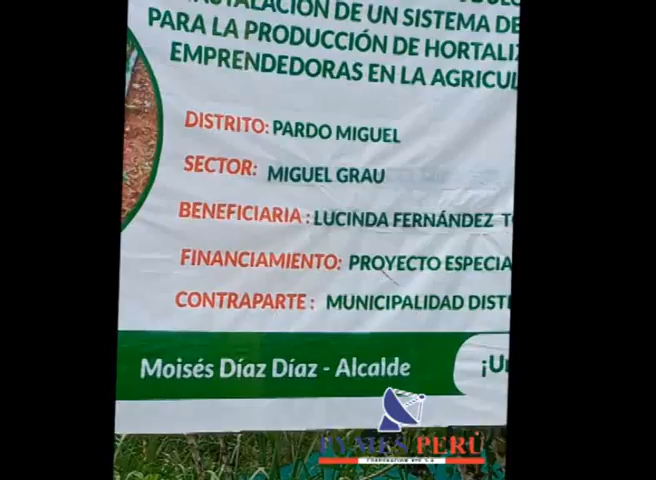 INSTALACIÓN DE UN SISTEMA DE
PARA LA PRODUCCIÓN DE HORTALIZ
EMPRENDEDORAS EN LA AGRICUL
DISTRITO: PARDO MIGUEL
SECTOR: MIGUEL GRAU
BENEFICIARIA: LUCINDA FERNÁNDEZ T
FINANCIAMIENTO: PROYECTO ESPECIA
CONTRAPARTE: MUNICIPALIDAD DIST
Moisés Díaz Díaz - Alcalde
¡U
PYMES PERÚ